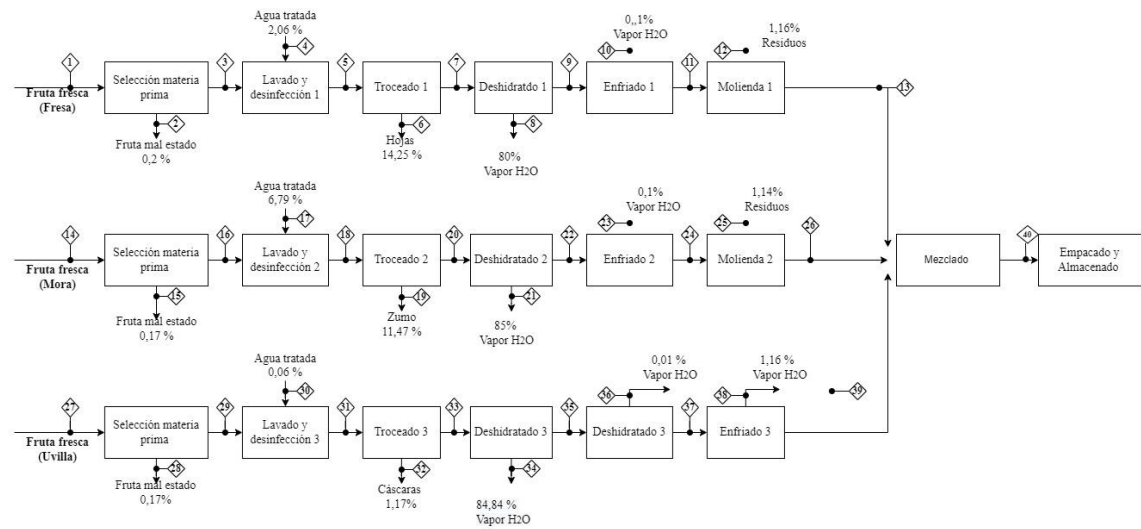 Agua tratada
2,06 %
4
0,,1%
Vapor H2O
10
1,16%
Residuos
12
1
3
5
7
9
11
13
Fruta fresca
(Fresa)
Selección materia
prima
Lavado y
desinfección 1
Troceado 1
Deshidratdo 1
Enfriado 1
Molienda 1
2
Fruta mal estado
0,2 %
6
Hojas
14,25 %
8
80%
Vapor H2O
Agua tratada
6,79 %
17
0,1%
Vapor H2O
23
1,14%
Residuos
25
14
16
18
20
22
24
26
40
Fruta fresca
(Mora)
Selección materia
prima
Lavado y
desinfección 2
Troceado 2
Deshidratado 2
Enfriado 2
Molienda 2
Mezclado
Empacado y
Almacenado
15
Fruta mal estado
0,17 %
19
Zumo
11,47 %
21
85%
Vapor H2O
Agua tratada
0,06 %
30
0,01 %
Vapor H2O
36
1,16 %
Vapor H2O
38
39
27
29
31
33
35
37
Fruta fresca
(Uvilla)
Selección materia
prima
Lavado y
desinfección 3
Troceado 3
Deshidratado 3
Deshidratado 3
Enfriado 3
28
Fruta mal estado
0,17%
32
Cáscaras
1,17%
34
84,84 %
Vapor H2O